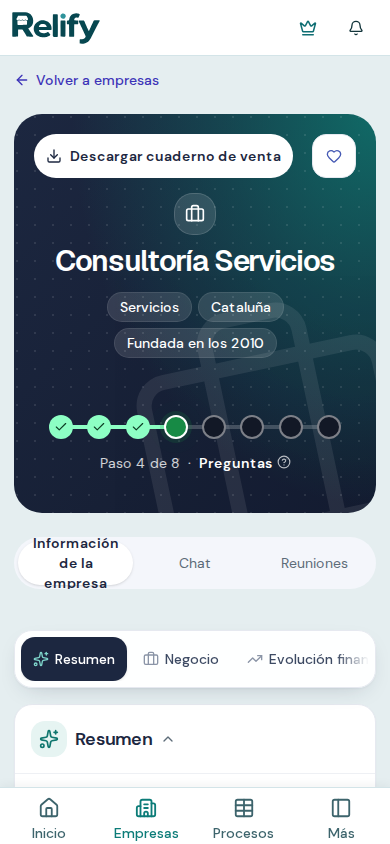 Relify
Volver a empresas
Descargar cuaderno de venta
Consultoría Servicios
Servicios
Cataluña
Fundada en los 2010
Paso 4 de 8 · Preguntas
Información
de la
empresa
Chat
Reuniones
Resumen
Negocio
Evolución finan
Resumen
Inicio
Empresas
Procesos
Más